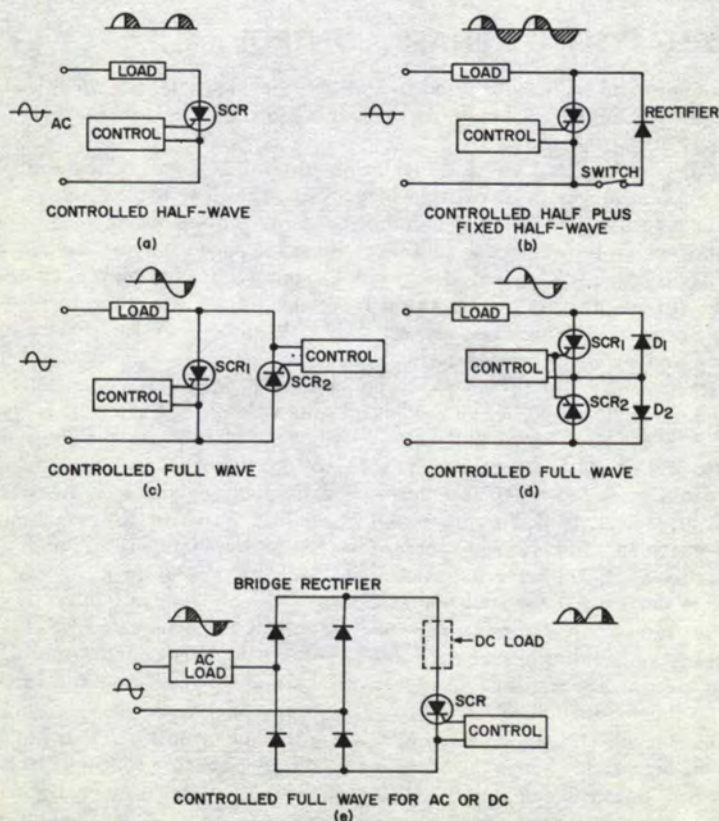 LOAD
SCR
AC
CONTROL
CONTROLLED HALF-WAVE
(a)
LOAD
RECTIFIER
CONTROL
SWITCH
CONTROLLED HALF PLUS
FIXED HALF-WAVE
(b)
LOAD
SCR1
CONTROL
CONTROL
SCR2
CONTROLLED FULL WAVE
(c)
LOAD
SCR1
D1
CONTROL
SCR2
D2
CONTROLLED FULL WAVE
(d)
BRIDGE RECTIFIER
AC
LOAD
DC LOAD
SCR
CONTROL
CONTROLLED FULL WAVE FOR AC OR DC
(e)